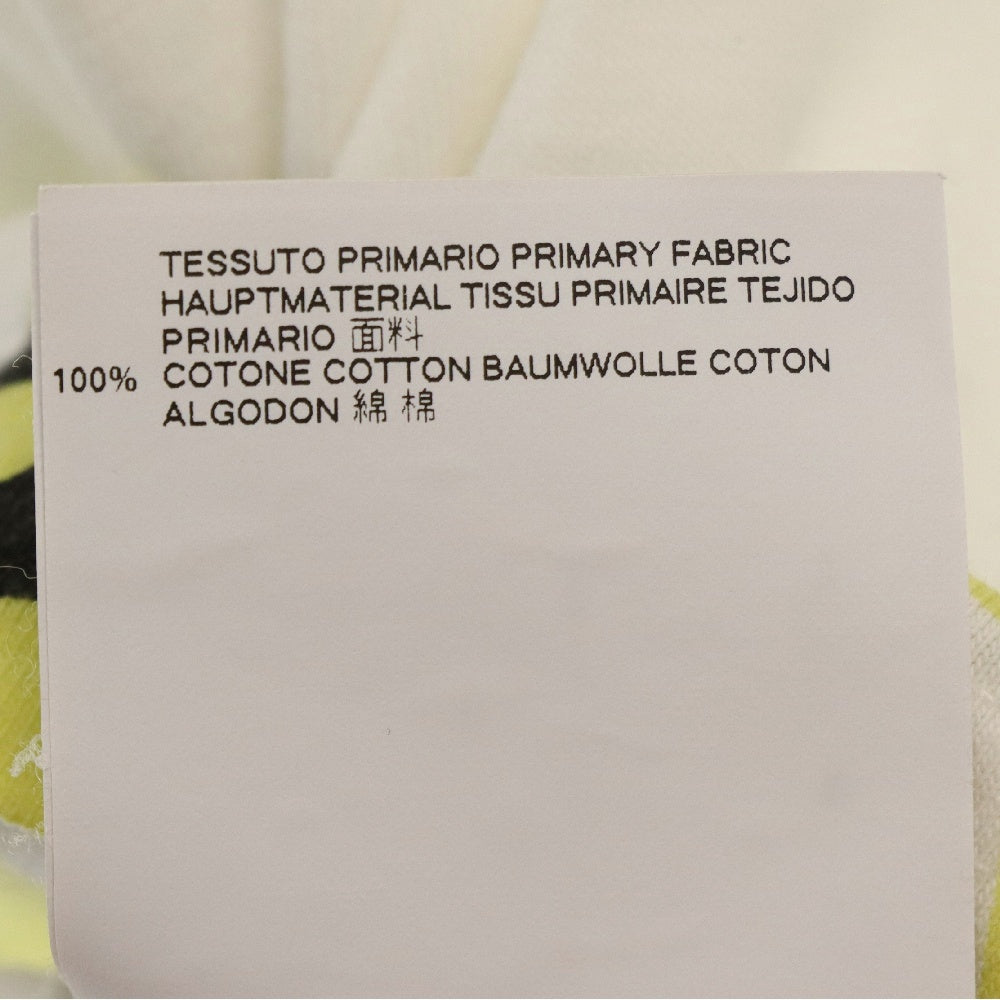 TESSUTO PRIMARIO PRIMARY FABRIC
HAUPTMATERIAL TISSU PRIMAIRE TEJIDO
PRIMARIO 面料
100% COTONE COTTON BAUMWOLLE COTON
ALGODON 綿 棉